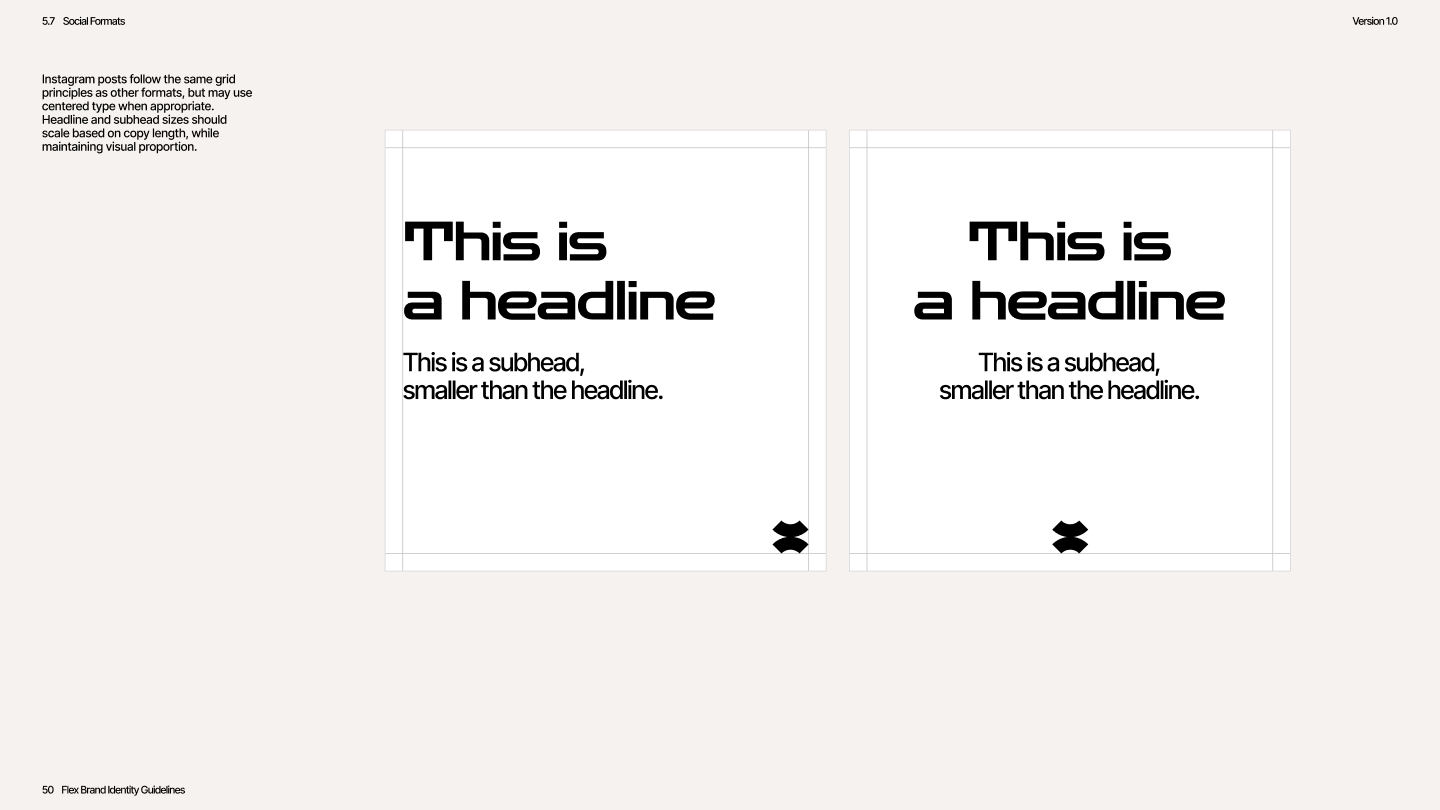 5.7 Social Formats
Version 1.0
Instagram posts follow the same grid
principles as other formats, but may use
centered type when appropriate.
Headline and subhead sizes should
scale based on copy length, while
maintaining visual proportion.
This is
a headline
This is a subhead,
smaller than the headline.
This is
a headline
This is a subhead,
smaller than the headline.
50 Flex Brand Identity Guidelines